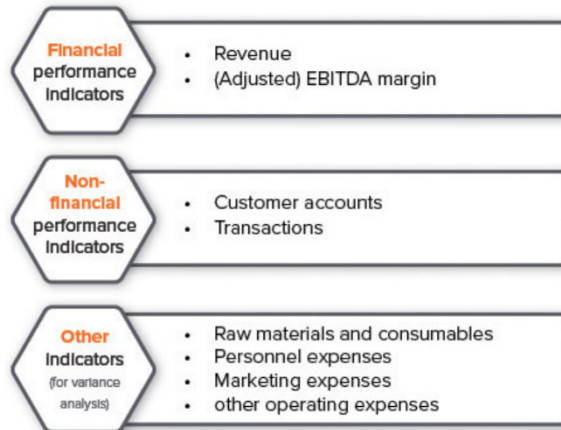 Financial
performance
indicators
• Revenue
• (Adjusted) EBITDA margin
Non-
financial
performance
indicators
• Customer accounts
• Transactions
Other
indicators
(for variance
analysis)
• Raw materials and consumables
• Personnel expenses
• Marketing expenses
• other operating expenses